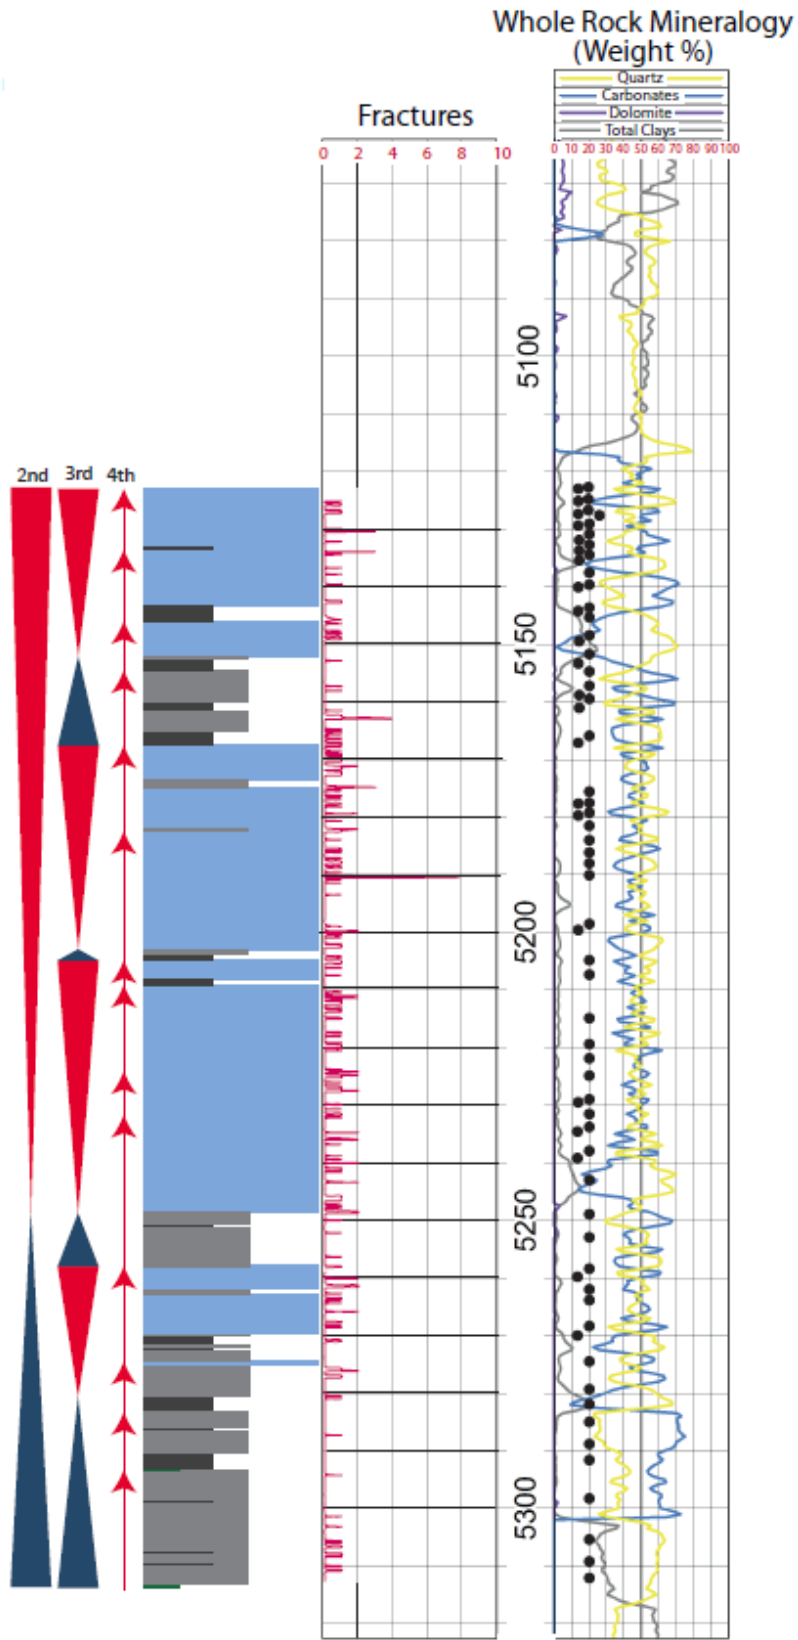 Whole Rock Mineralogy
(Weight %)
Quartz
Carbonates
Dolomite
Total Clays
Fractures
0 2 4 6 8 10
0 10 20 30 40 50 60 70 80 90 100
5100
2nd 3rd 4th
5150
5200
5250
5300